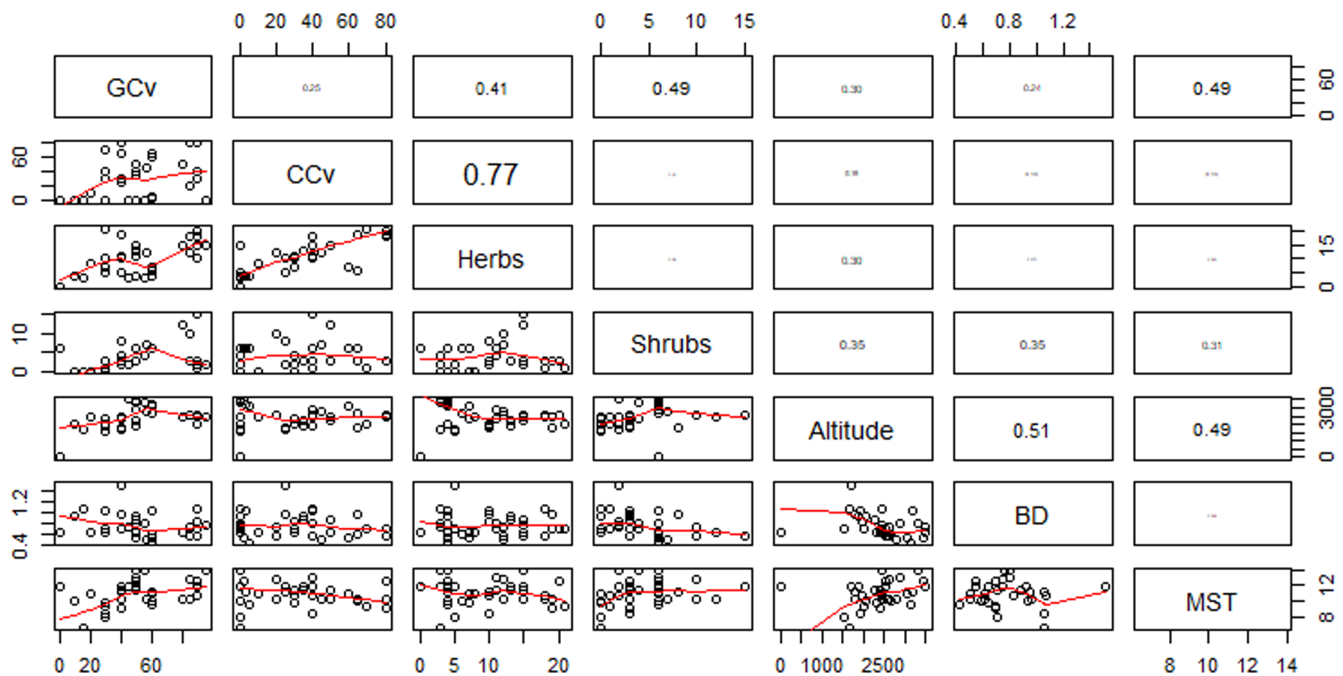 0 20 40 60 80 0 5 10 15 0.4 0.8 1.2
GCv 0.25 0.41 0.49 0.30 0.24 0.49 0 60
0 60 CCv 0.77
Herbs 0.30 0 15
0 10 Shrubs 0.35 0.35 0.31
Altitude 0.51 0.49 0 3000
0.4 1.2 BD
MST 8 12
0 20 60 0 5 10 20 0 1000 2500 8 10 12 14